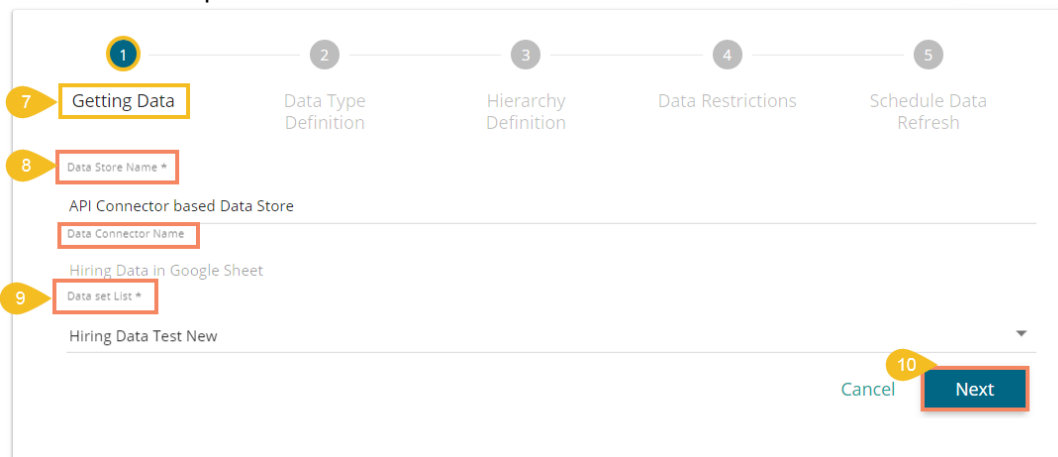 1 2 3 4 5
7 Getting Data Data Type Hierarchy Data Restrictions Schedule Data
Definition Definition Refresh
8 Data Store Name *
API Connector based Data Store
Data Connector Name
Hiring Data in Google Sheet
9 Data set List *
Hiring Data Test New
10
Cancel Next